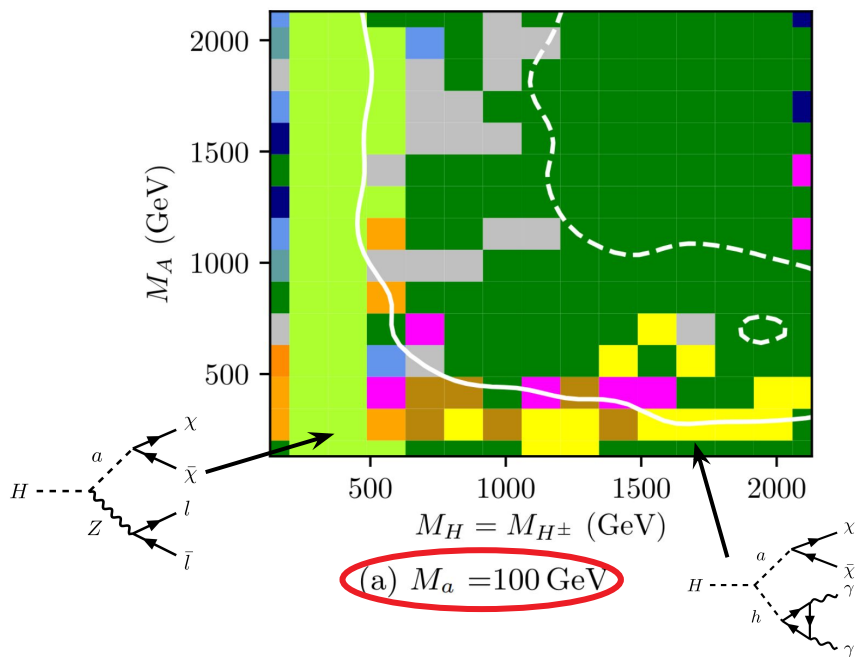 2000
1500
1000
500
M_A (GeV)
500 1000 1500 2000
M_H = M_{H^±} (GeV)
(a) M_a =100 GeV
H
a
Z
χ
χ̄
l
l̄
H
a
h
χ
χ̄
γ
γ